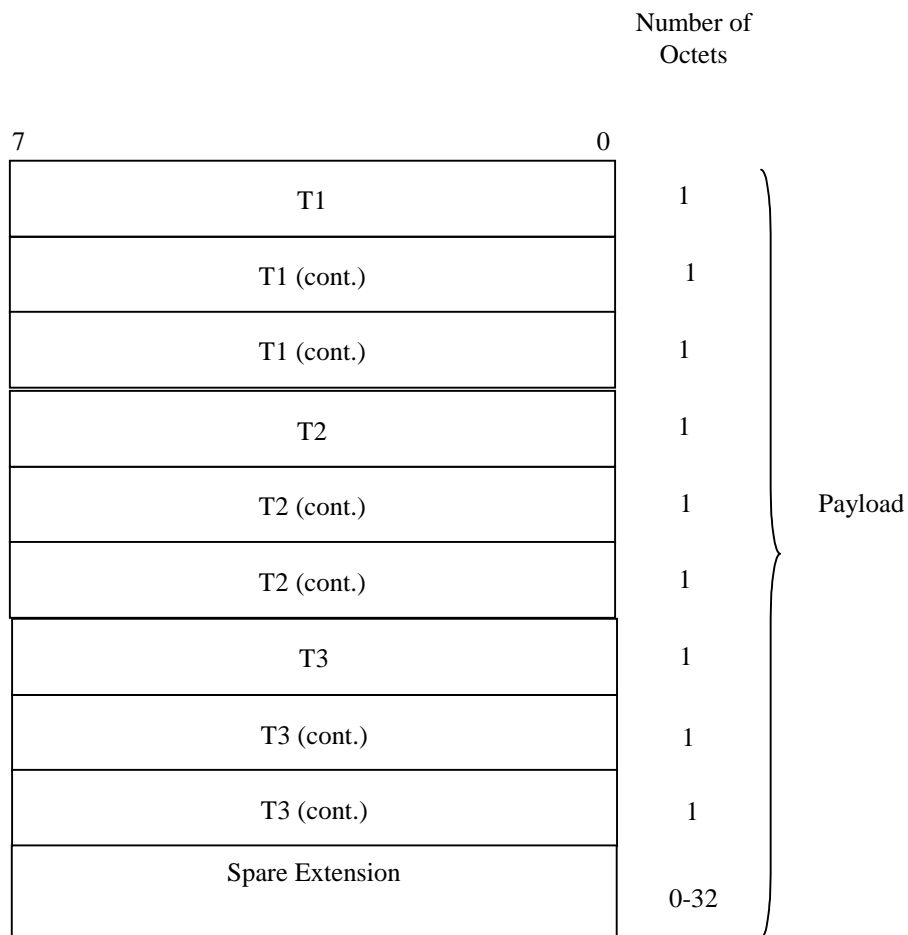 Number of
Octets
7 0
T1 1
T1 (cont.) 1
T1 (cont.) 1
T2 1
T2 (cont.) 1
Payload
T2 (cont.) 1
T3 1
T3 (cont.) 1
T3 (cont.) 1
Spare Extension
0-32